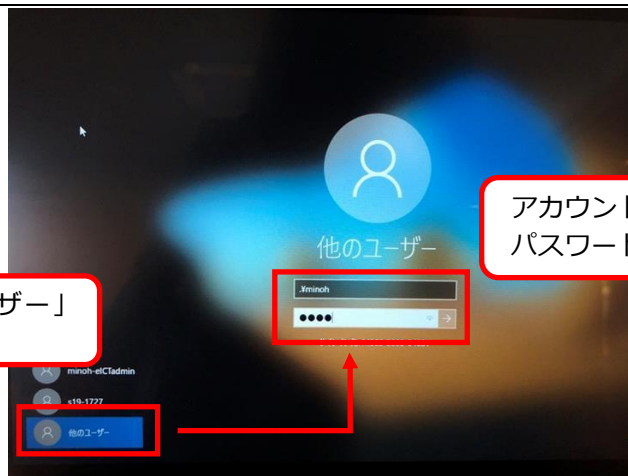 他のユーザー
アカウント
パスワード
.¥minoh
●●●●
ザー」
minoh-eICTadmin
s19-1727
他のユーザー